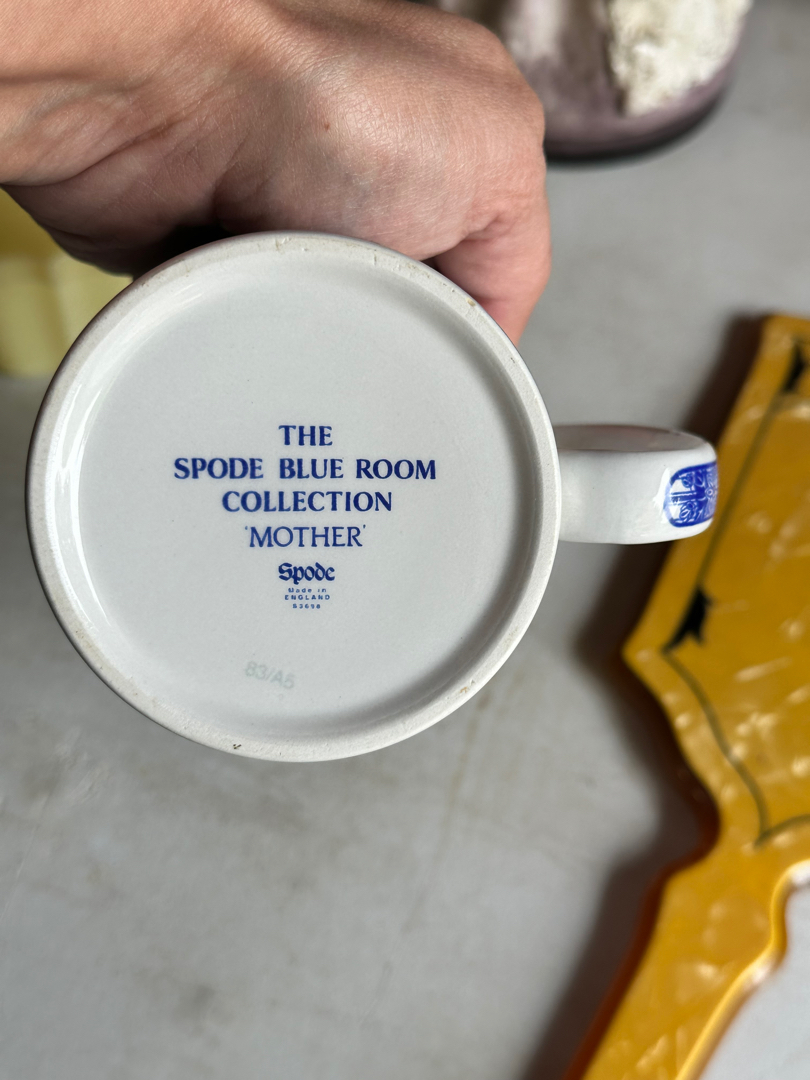 THE
SPODE BLUE ROOM
COLLECTION
'MOTHER'
Spode
Made in
ENGLAND
S3698
83/A5